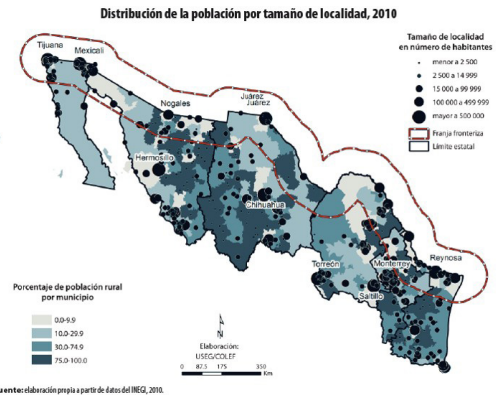 Distribución de la población por tamaño de localidad, 2010
Tamaño de localidad
en número de habitantes
menor a 2 500
2 500 a 14 999
15 000 a 99 999
100 000 a 499 999
mayor a 500 000
Franja fronteriza
Límite estatal
Tijuana
Mexicali
Nogales
Juárez
Juárez
Hermosillo
Chihuahua
Torreón
Monterrey
Reynosa
Saltillo
Porcentaje de población rural
por municipio
0.0-9.9
10.0-29.9
30.0-74.9
75.0-100.0
N
Elaboración:
USEG/COLEF
0 87.5 175 350
Km
uente: elaboración propia a partir de datos del INEGI, 2010.